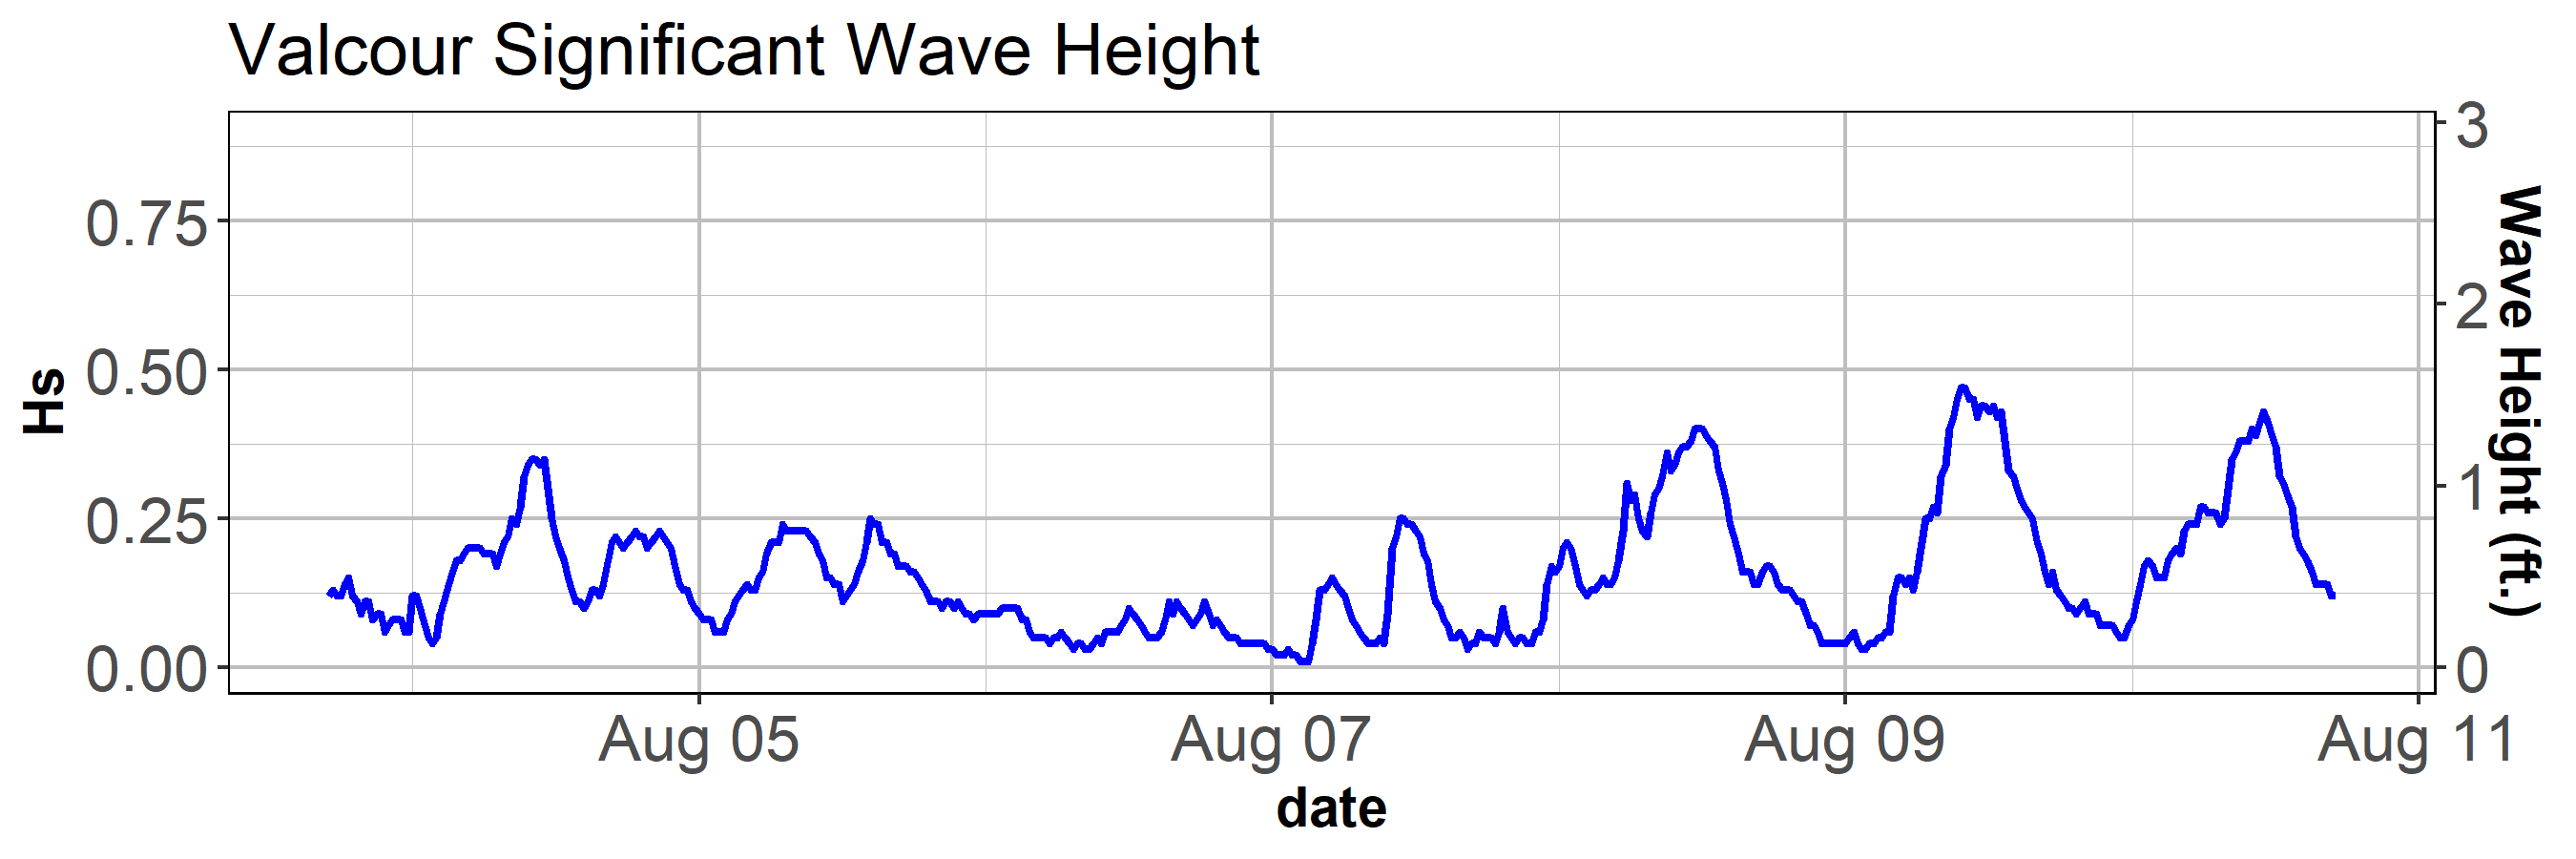 Valcour Significant Wave Height
3
0.75
2
0.50
1
0.25
0.00
0
Hs
Wave Height (ft.)
Aug 05
Aug 07
Aug 09
Aug 11
date